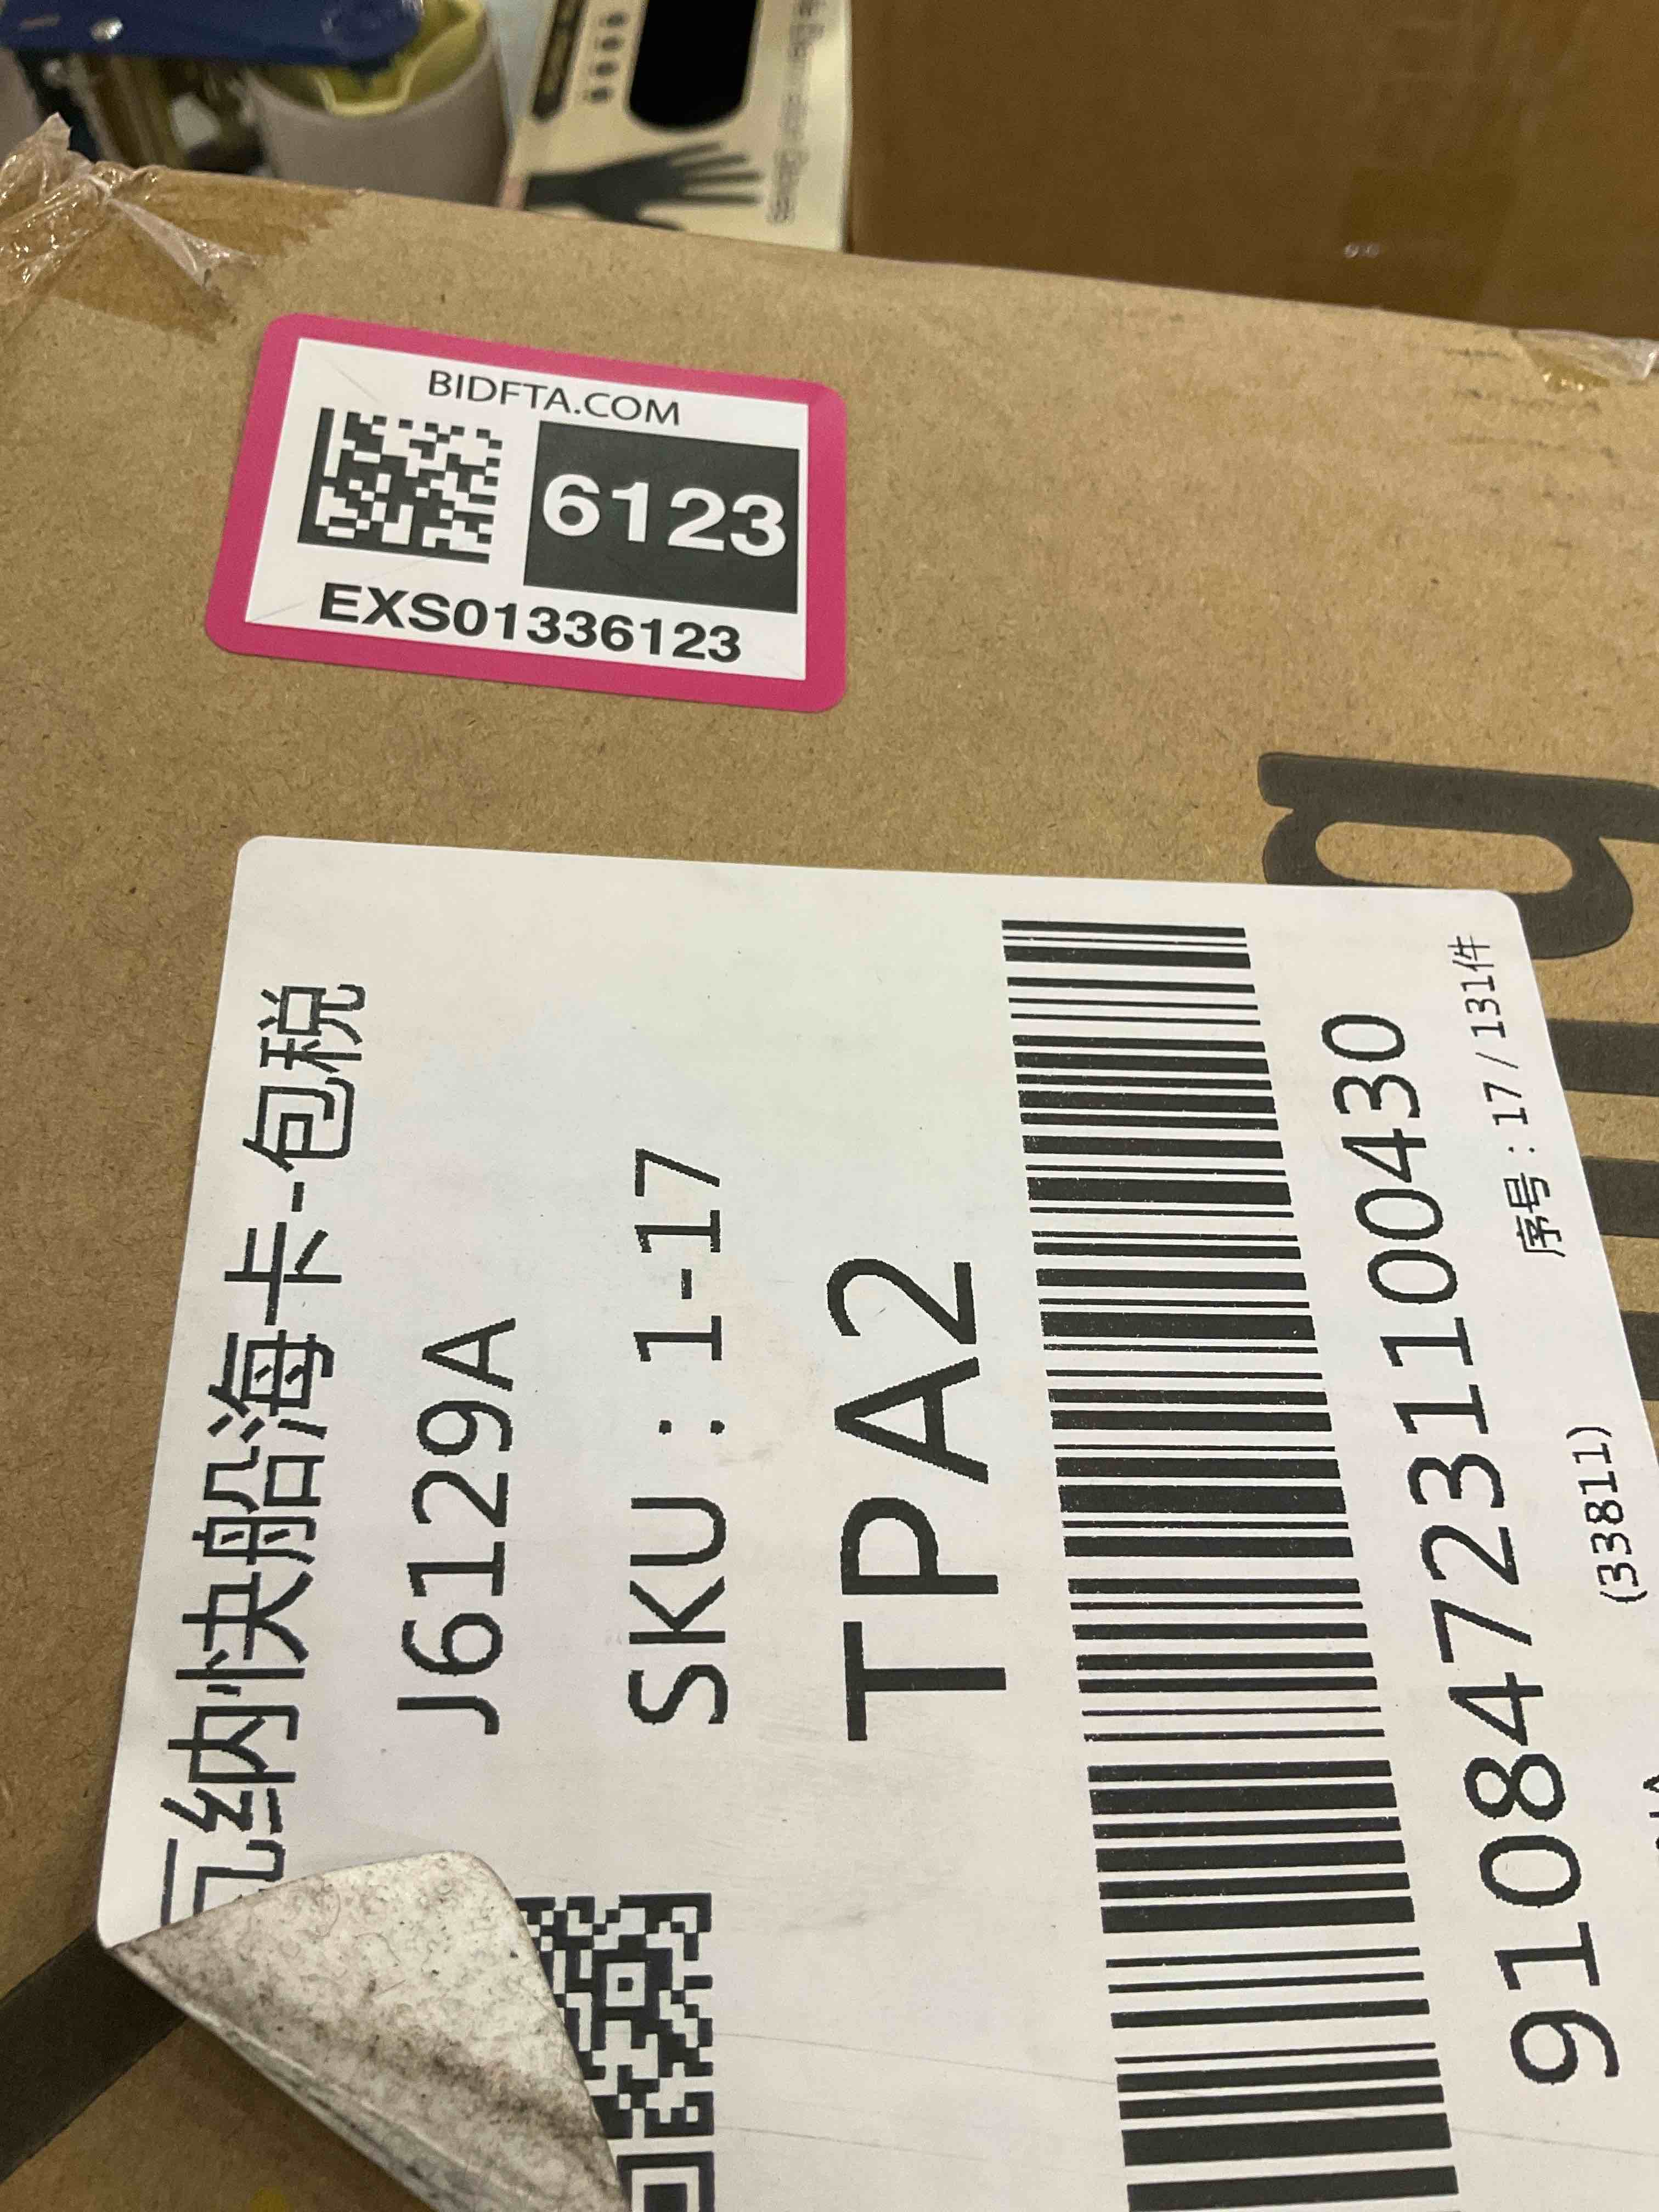 BIDFTA.COM
6123
EXS01336123
纳快船海卡-包税
J6129A
SKU：1-17
TPA2
910847231100430
序号：17 / 131件
(33811)